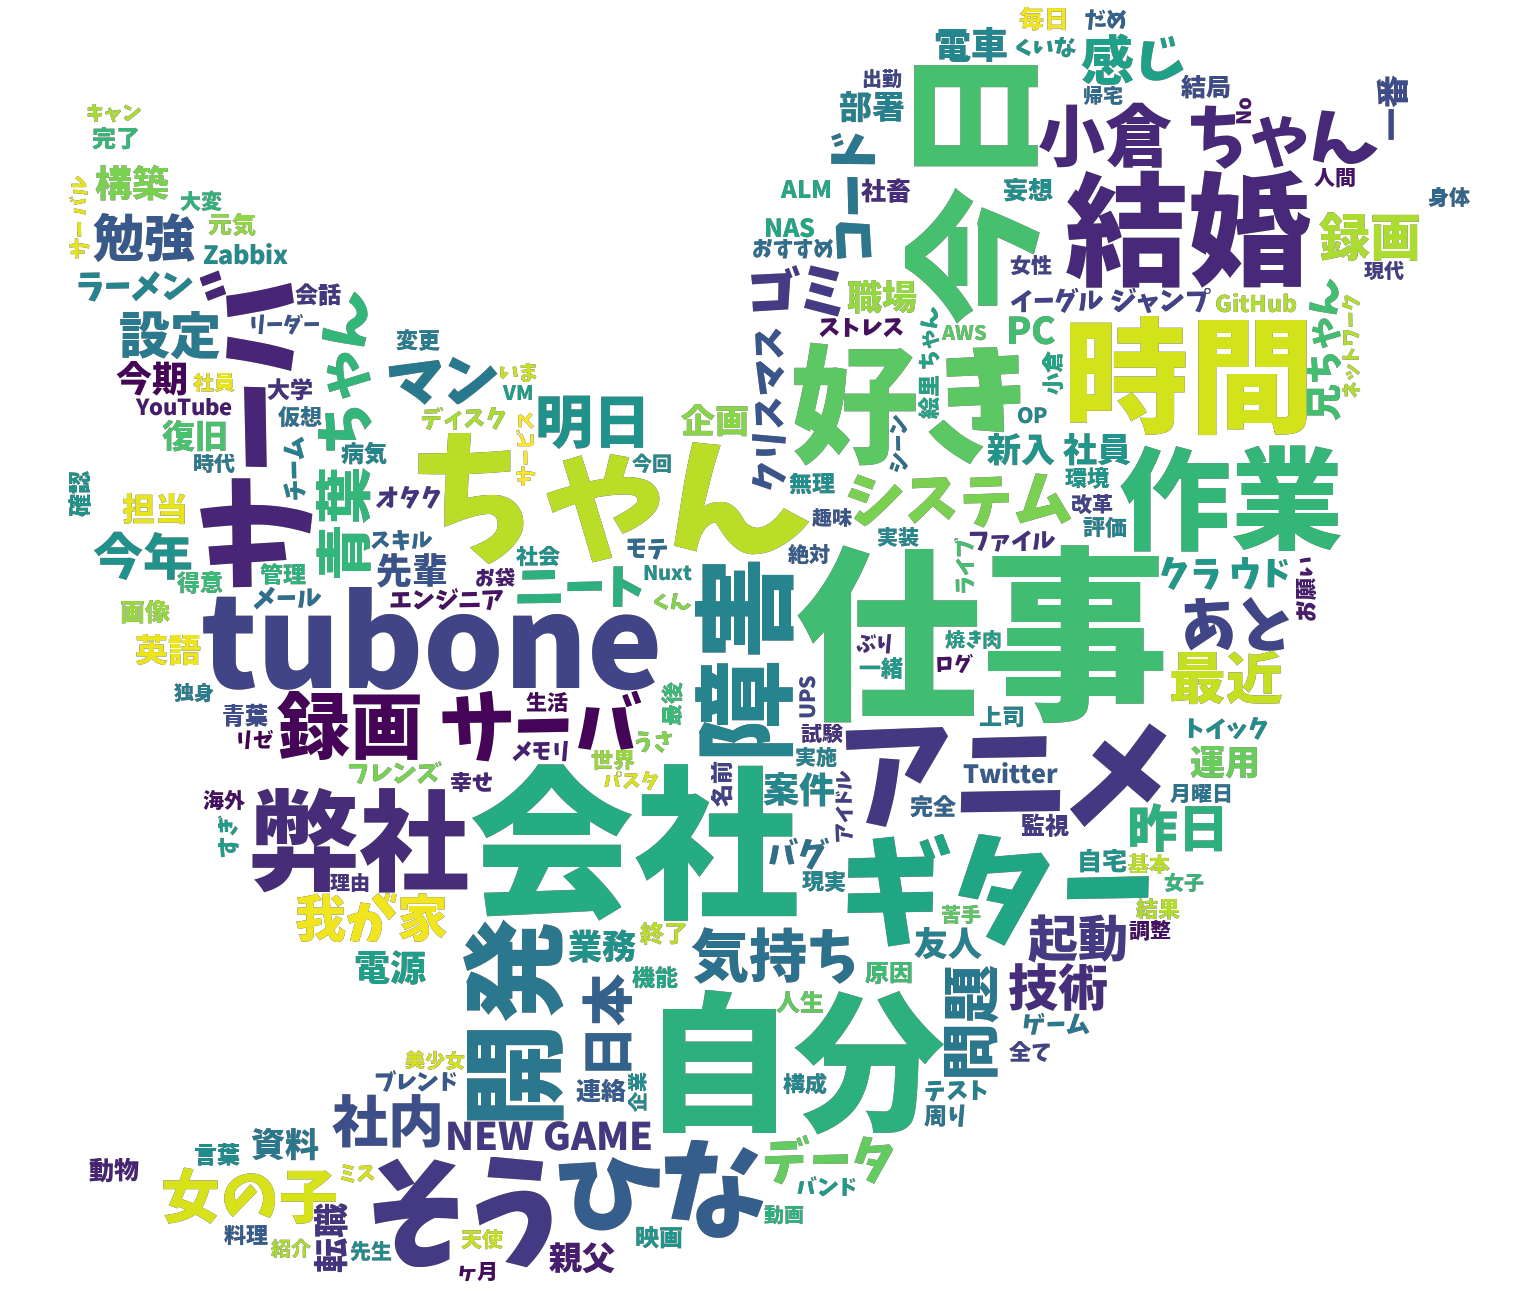 毎日 だめ
電車 くいな 感じ
出勤 今日 帰宅 結局 一番
キャン 部署 小倉 ちゃん No
完了 コード
構築 ALM 社畜 妄想 結婚 人間 身体
サーバル 大変
勉強 元気 NAS 録画
Zabbix おすすめ 女性 現代
ラーメン バーキー 会話 ゴミ 職場 イーグル ジャンプ GitHub
設定 リーダー ちゃん 変更 ストレス ちゃん AWS PC 時間 兄ちゃん ネットワーク
今期 社員 大学 マン いま クリスマス 好き 絵里 小倉
YouTube 仮想 VM OP
復旧 ディスク 明日 企画
時代 チーム 病気 ちゃん サービス 今回 シーン 新入 社員 作業
確認 青葉 オタク 無理 システム 環境
担当 趣味 改革
今年 スキル 社会 モテ 絶対 実装 ファイル 評価
得意 管理 先輩 お袋 ニート Nuxt 障害 仕事 ライブ クラ ウド お願い
画像 メール エンジニア くん あと
英語 tubone ぶり 焼き肉
一緒 ログ 最近
独身 生活 最後 UPS
青葉 録画 サーバ 上司 トイック
リゼ メモリ うさ 試験 アニメ
フレンズ 幸せ 世界 実施 Twitter 運用
パスタ 名前 案件 月曜日
海外 弊社 会社 アイドル 完全 監視 昨日
すぎ バグ ギター 自宅 基本
理由 現実 女子
我が家 苦手 結果
開発 業務 終了 気持ち 友人 起動 調整
電源 機能 原因 技術
日本 自分 人生 問題 ゲーム
美少女 全て
ブレンド 連絡 企業 構成 テスト
社内 周り
資料 NEW GAME
言葉 データ
動物 女の子 ミス そう ひな バンド
転職 動画
料理 紹介 先生 天使 映画
ヶ月 親父